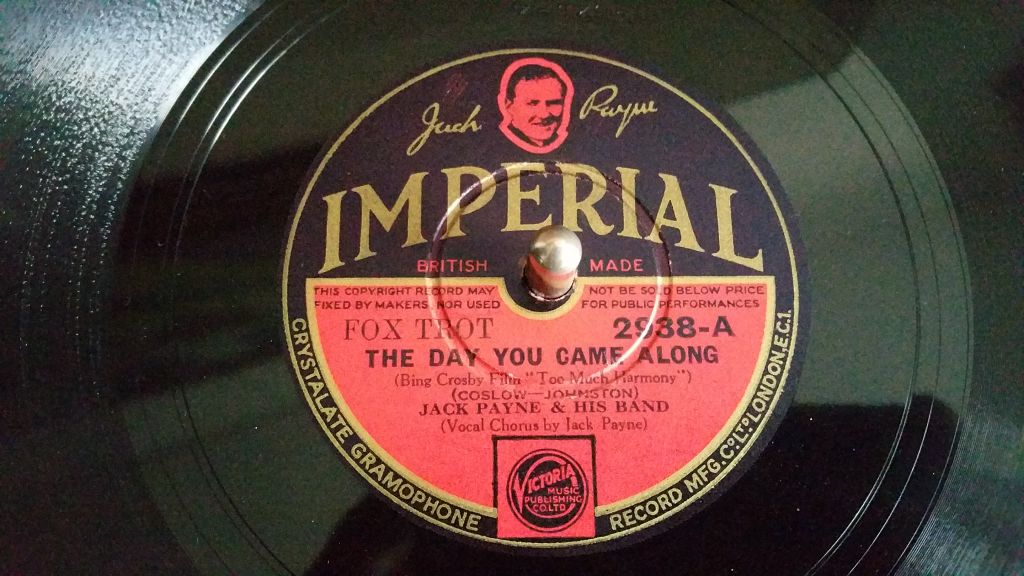 Jack Payne
IMPERIAL
BRITISH MADE
THIS COPYRIGHT RECORD MAY NOT BE SOLD BELOW PRICE
FIXED BY MAKERS, NOR USED FOR PUBLIC PERFORMANCES
FOX TROT 2938-A
THE DAY YOU CAME ALONG
(Bing Crosby Film "Too Much Harmony")
(COSLOW—JOHNSTON)
JACK PAYNE & HIS BAND
(Vocal Chorus by Jack Payne)
VICTORIA
MUSIC
PUBLISHING
CO. LTD
CRYSTALATE GRAMOPHONE RECORD MFG. Co. LTD. LONDON, E.C.1.